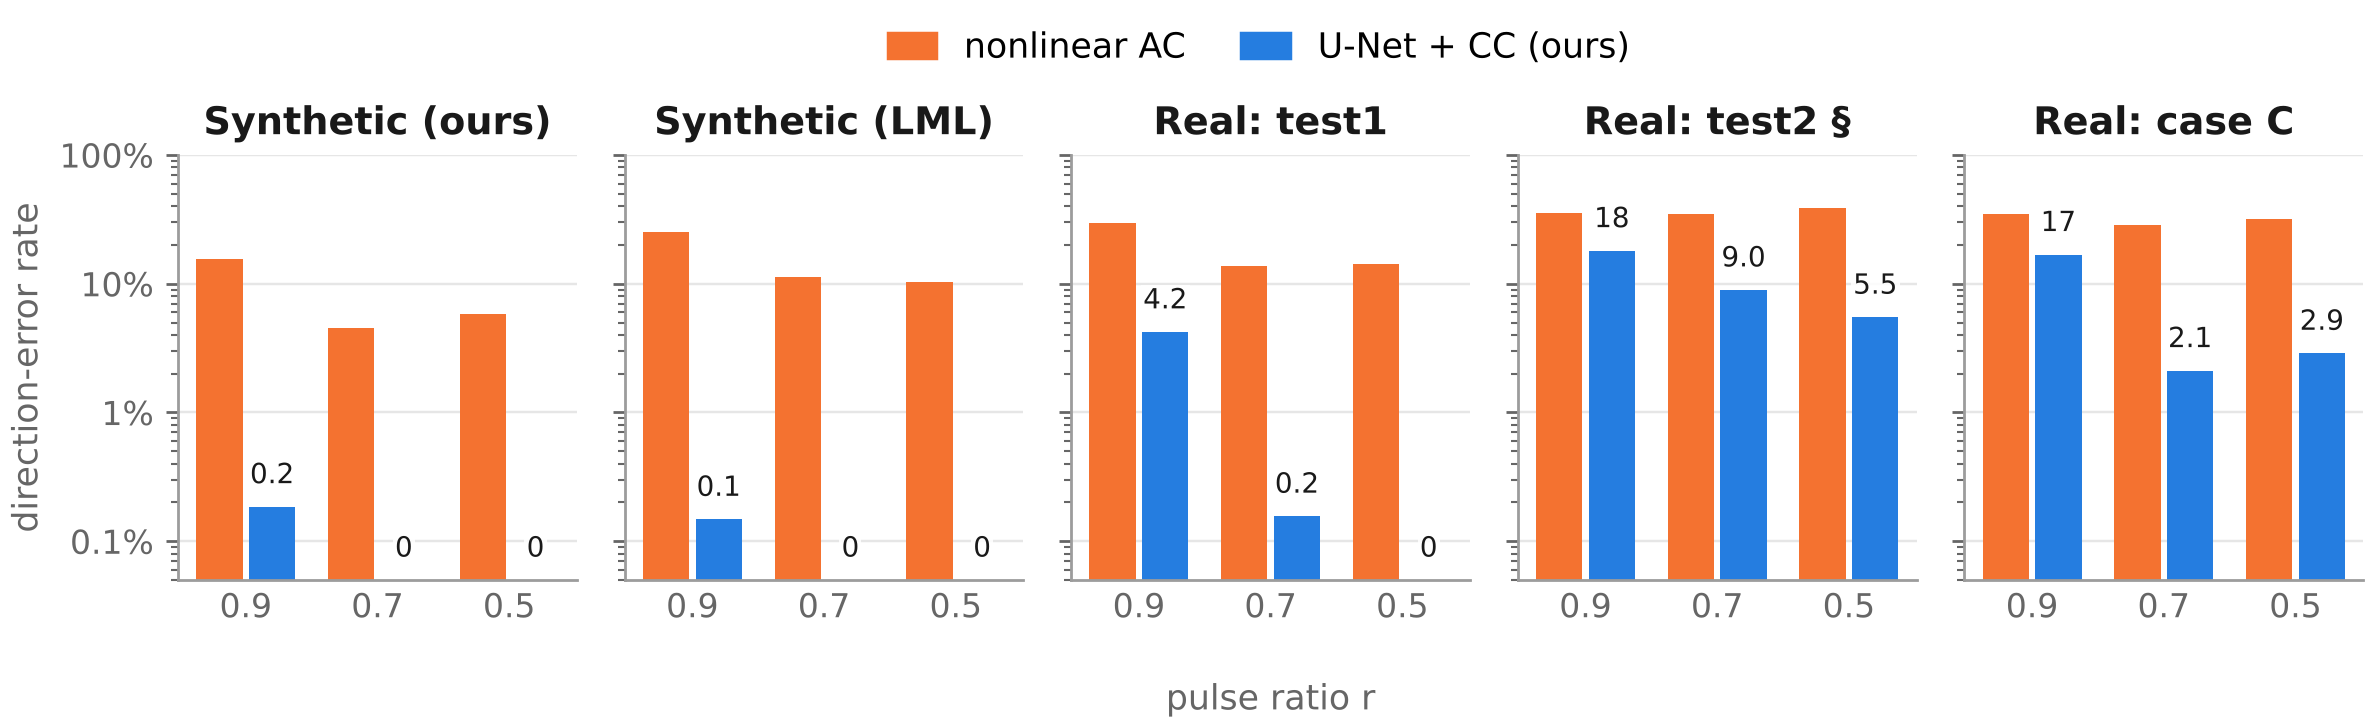 nonlinear AC U-Net + CC (ours)
Synthetic (ours) Synthetic (LML) Real: test1 Real: test2 § Real: case C
direction-error rate
100%
10%
1%
0.1%
0.2 0 0
0.1 0 0
4.2 0.2 0
18 9.0 5.5
17 2.1 2.9
0.9 0.7 0.5 0.9 0.7 0.5 0.9 0.7 0.5 0.9 0.7 0.5 0.9 0.7 0.5
pulse ratio r